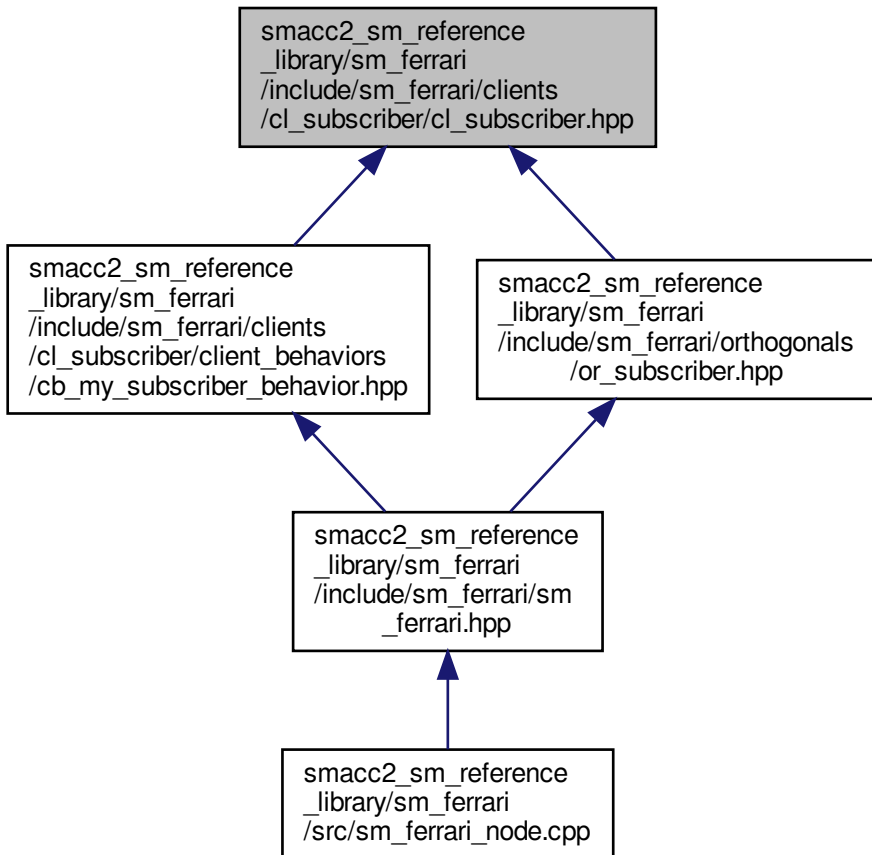 smacc2_sm_reference
_library/sm_ferrari
/include/sm_ferrari/clients
/cl_subscriber/cl_subscriber.hpp
smacc2_sm_reference
_library/sm_ferrari
/include/sm_ferrari/clients
/cl_subscriber/client_behaviors
/cb_my_subscriber_behavior.hpp
smacc2_sm_reference
_library/sm_ferrari
/include/sm_ferrari/orthogonals
/or_subscriber.hpp
smacc2_sm_reference
_library/sm_ferrari
/include/sm_ferrari/sm
_ferrari.hpp
smacc2_sm_reference
_library/sm_ferrari
/src/sm_ferrari_node.cpp